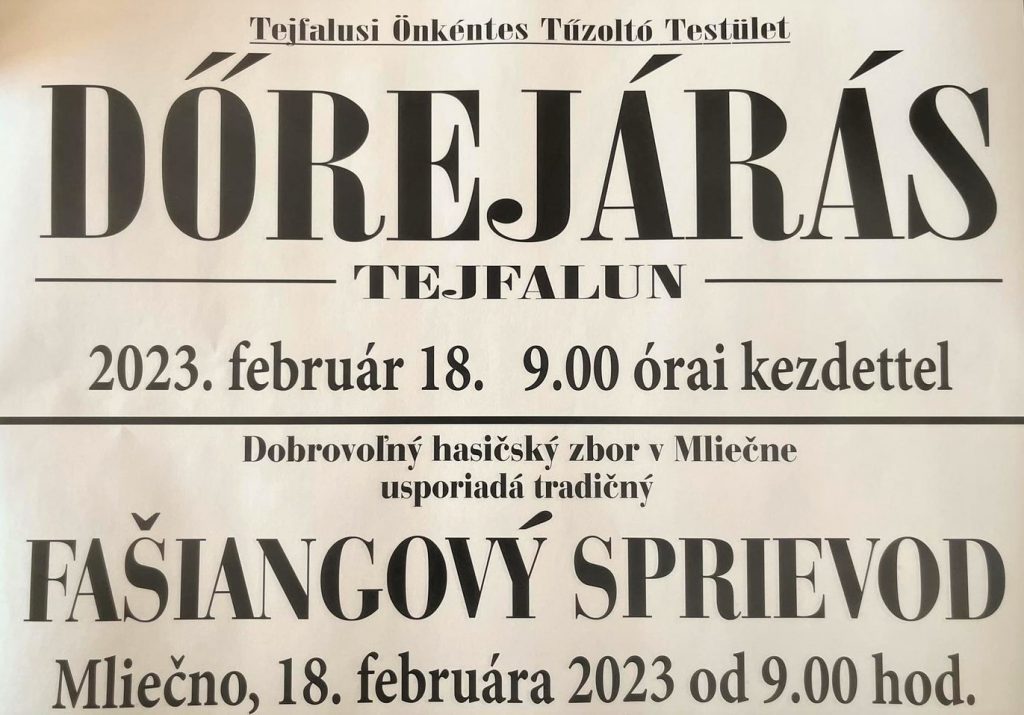 Tejfalusi Önkéntes Tűzoltó Testület
DŐREJÁRÁS
TEJFALUN
2023. február 18. 9.00 órai kezdettel
Dobrovoľný hasičský zbor v Mliečne
usporiadá tradičný
FAŠIANGOVÝ SPRIEVOD
Mliečno, 18. februára 2023 od 9.00 hod.